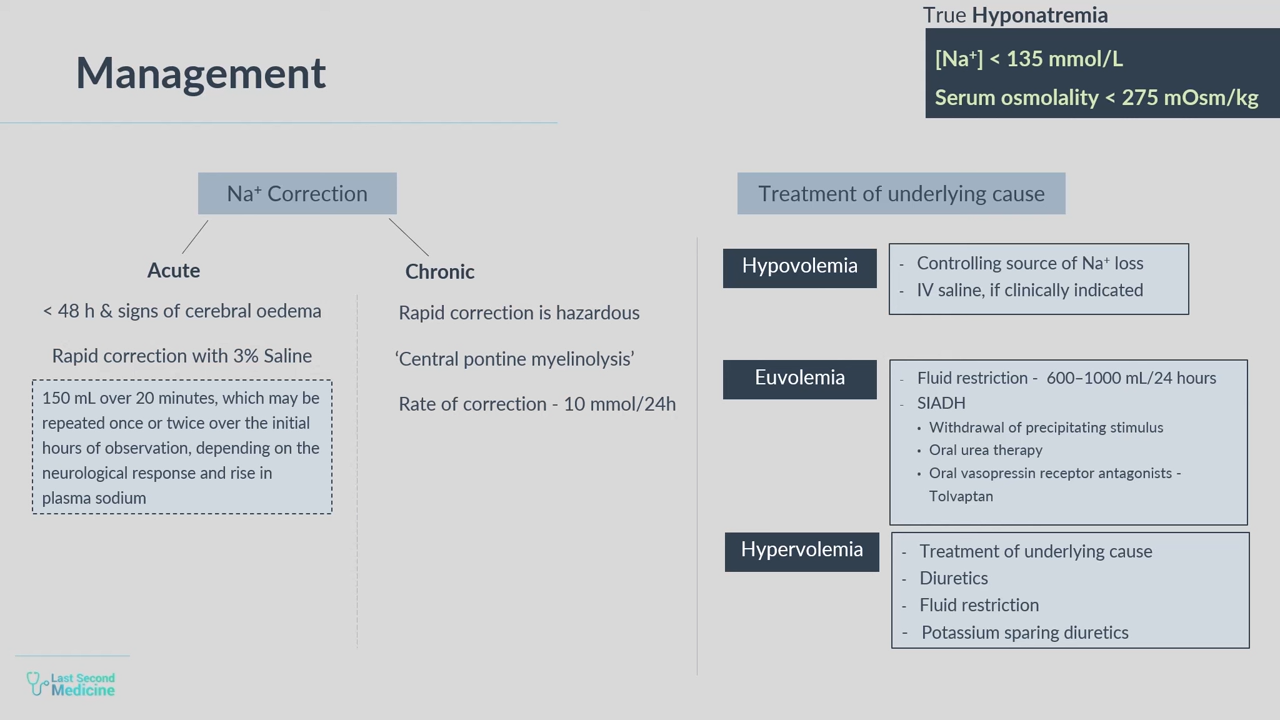 True Hyponatremia
[Na⁺] < 135 mmol/L
Serum osmolality < 275 mOsm/kg
Management
Na⁺ Correction
Acute
< 48 h & signs of cerebral oedema
Rapid correction with 3% Saline
150 mL over 20 minutes, which may be
repeated once or twice over the initial
hours of observation, depending on the
neurological response and rise in
plasma sodium
Chronic
Rapid correction is hazardous
‘Central pontine myelinolysis’
Rate of correction - 10 mmol/24h
Treatment of underlying cause
Hypovolemia
- Controlling source of Na⁺ loss
- IV saline, if clinically indicated
Euvolemia
- Fluid restriction - 600–1000 mL/24 hours
- SIADH
• Withdrawal of precipitating stimulus
• Oral urea therapy
• Oral vasopressin receptor antagonists -
Tolvaptan
Hypervolemia
- Treatment of underlying cause
- Diuretics
- Fluid restriction
- Potassium sparing diuretics
Last Second
Medicine